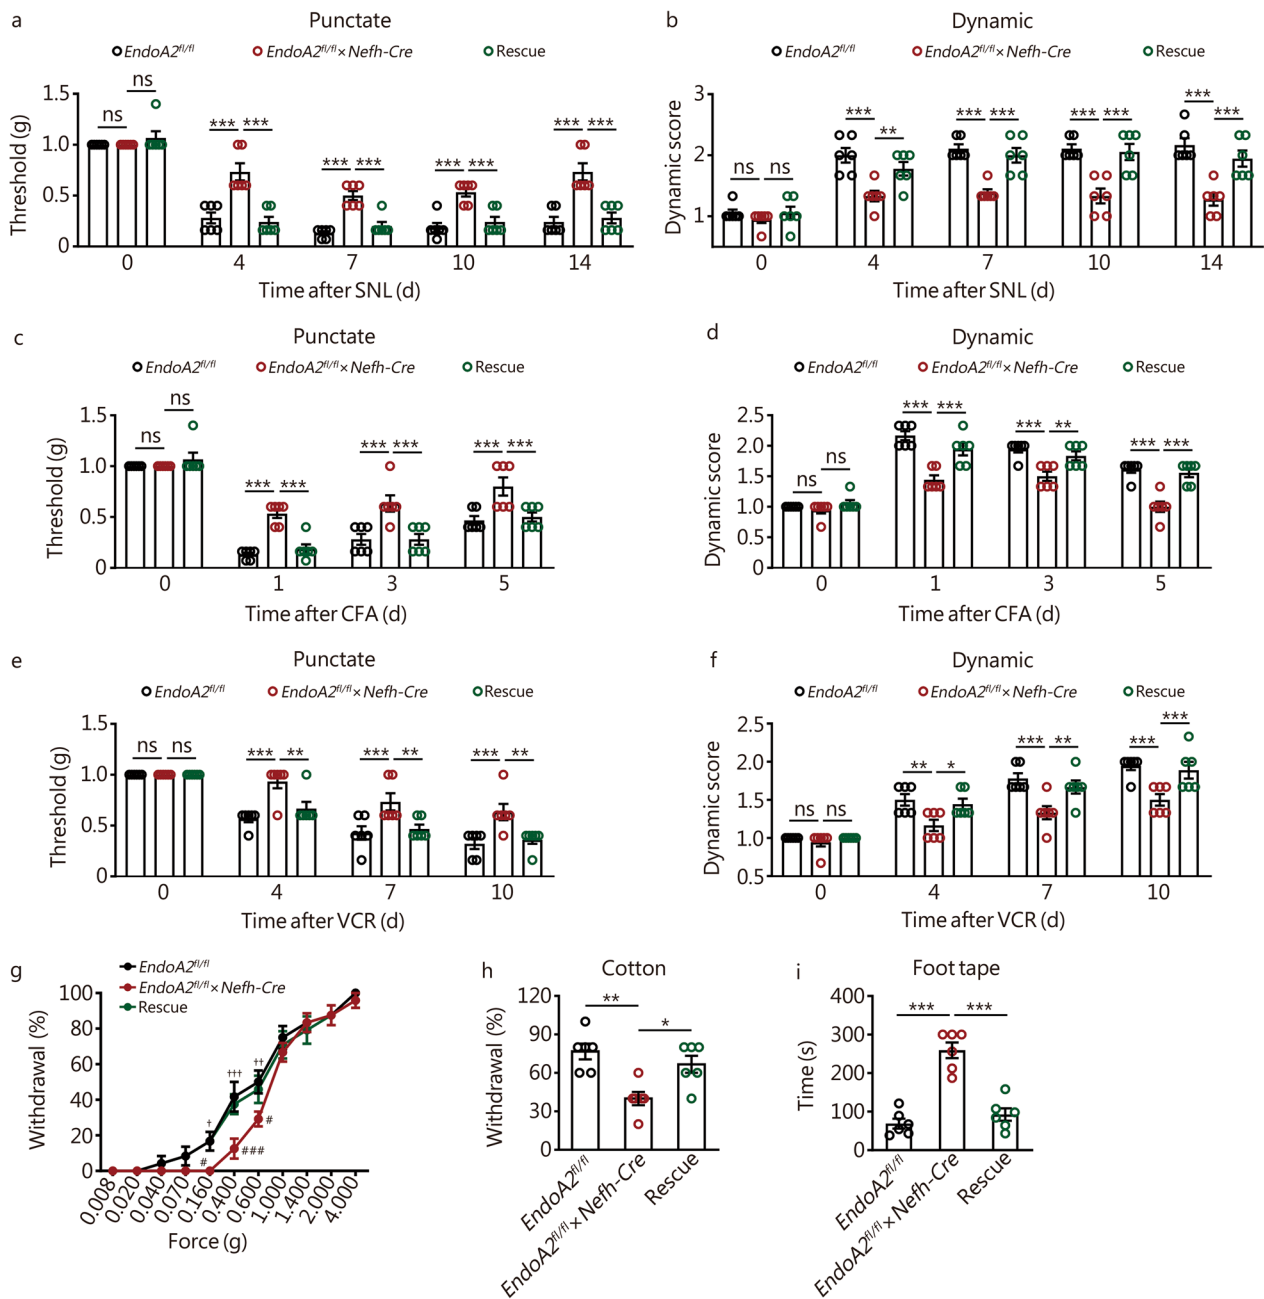 a
Punctate
EndoA2fl/fl
EndoA2fl/fl× Nefh-Cre
Rescue
ns
ns
***
***
***
***
***
***
***
***
Threshold (g)
1.5
1.0
0.5
0
0
4
7
10
14
Time after SNL (d)
b
Dynamic
EndoA2fl/fl
EndoA2fl/fl× Nefh-Cre
Rescue
ns
ns
***
**
***
***
***
***
***
***
Dynamic score
3
2
1
0
4
7
10
14
Time after SNL (d)
c
Punctate
EndoA2fl/fl
EndoA2fl/fl× Nefh-Cre
Rescue
ns
ns
***
***
***
***
***
***
Threshold (g)
1.5
1.0
0.5
0
0
1
3
5
Time after CFA (d)
d
Dynamic
EndoA2fl/fl
EndoA2fl/fl× Nefh-Cre
Rescue
ns
ns
***
***
***
**
***
***
Dynamic score
2.5
2.0
1.5
1.0
0.5
0
0
1
3
5
Time after CFA (d)
e
Punctate
EndoA2fl/fl
EndoA2fl/fl× Nefh-Cre
Rescue
ns
ns
***
**
***
**
***
**
Threshold (g)
1.5
1.0
0.5
0
0
4
7
10
Time after VCR (d)
f
Dynamic
EndoA2fl/fl
EndoA2fl/fl× Nefh-Cre
Rescue
ns
ns
**
*
***
**
***
***
Dynamic score
2.5
2.0
1.5
1.0
0.5
0
4
7
10
Time after VCR (d)
g
EndoA2fl/fl
EndoA2fl/fl× Nefh-Cre
Rescue
Withdrawal (%)
100
80
60
40
20
0
†
†††
††
#
###
#
0.008
0.020
0.040
0.070
0.160
0.400
0.600
1.000
1.400
2.000
4.000
Force (g)
h
Cotton
**
*
Withdrawal (%)
120
90
60
30
0
EndoA2fl/fl
EndoA2fl/fl× Nefh-Cre
Rescue
i
Foot tape
***
***
Time (s)
400
300
200
100
0
EndoA2fl/fl
EndoA2fl/fl× Nefh-Cre
Rescue